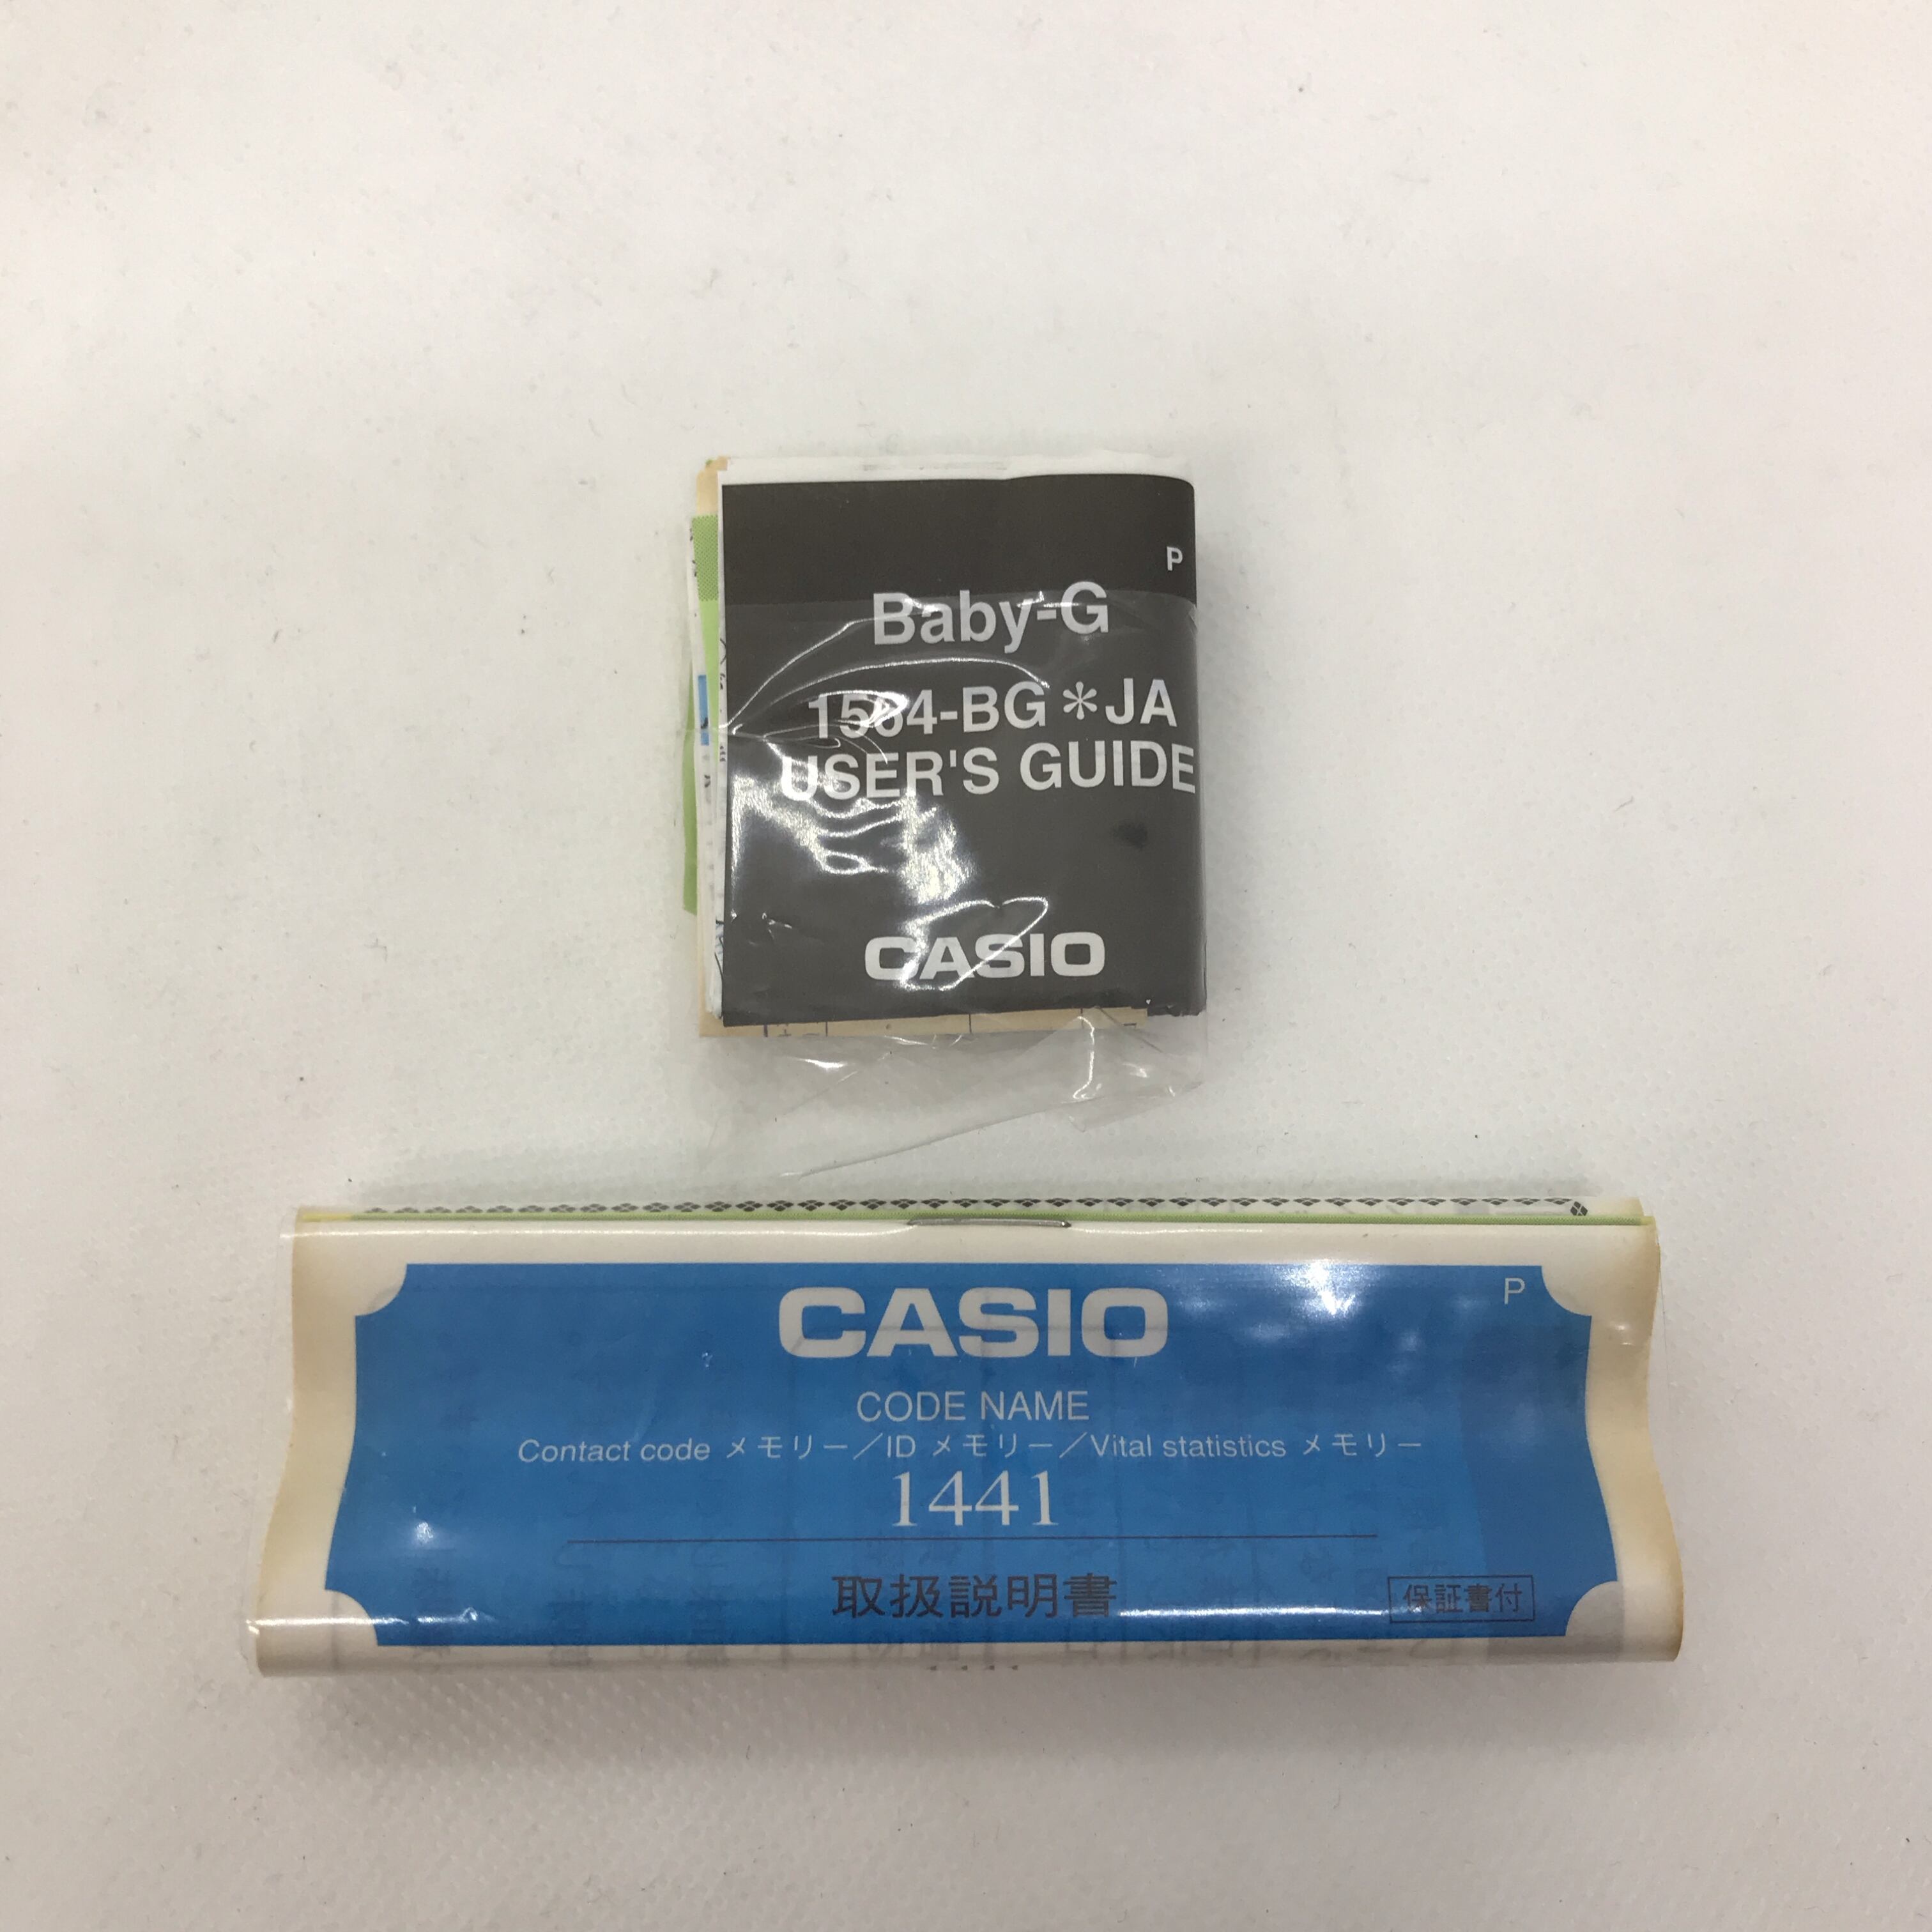 P
Baby-G
1564-BG*JA
USER'S GUIDE
CASIO
CASIO
P
CODE NAME
Contact code メモリー／ID メモリー／Vital statistics メモリー
1441
取扱説明書
保証書付